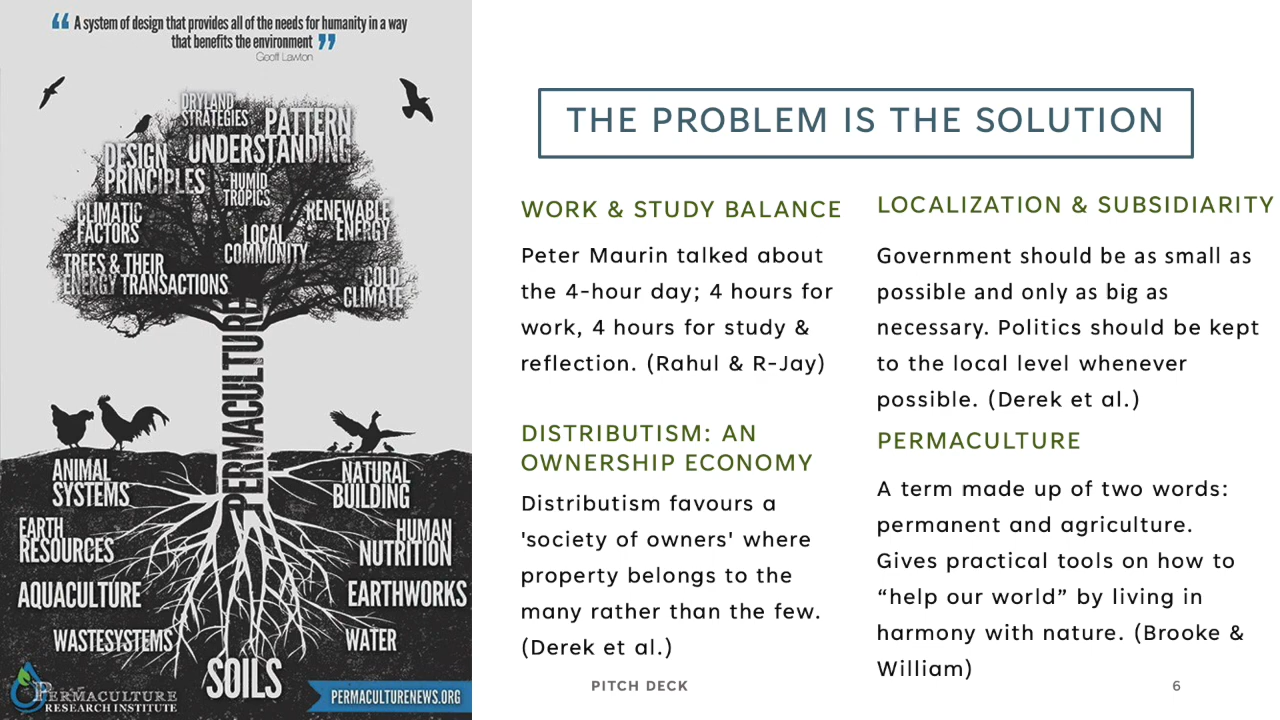 “ A system of design that provides all of the needs for humanity in a way
that benefits the environment ”
Geoff Lawton
DRYLAND
STRATEGIES
PATTERN
UNDERSTANDING
DESIGN
PRINCIPLES
HUMID
TROPICS
CLIMATIC
FACTORS
RENEWABLE
ENERGY
LOCAL
COMMUNITY
TREES & THEIR
ENERGY TRANSACTIONS
COLD
CLIMATE
PERMACULTURE
ANIMAL
SYSTEMS
NATURAL
BUILDING
EARTH
RESOURCES
HUMAN
NUTRITION
AQUACULTURE
EARTHWORKS
WASTESYSTEMS
WATER
SOILS
PERMACULTURE
RESEARCH INSTITUTE
PERMACULTURENEWS.ORG
THE PROBLEM IS THE SOLUTION
WORK & STUDY BALANCE
Peter Maurin talked about
the 4-hour day; 4 hours for
work, 4 hours for study &
reflection. (Rahul & R-Jay)
DISTRIBUTISM: AN
OWNERSHIP ECONOMY
Distributism favours a
'society of owners' where
property belongs to the
many rather than the few.
(Derek et al.)
LOCALIZATION & SUBSIDIARITY
Government should be as small as
possible and only as big as
necessary. Politics should be kept
to the local level whenever
possible. (Derek et al.)
PERMACULTURE
A term made up of two words:
permanent and agriculture.
Gives practical tools on how to
“help our world” by living in
harmony with nature. (Brooke &
William)
PITCH DECK
6